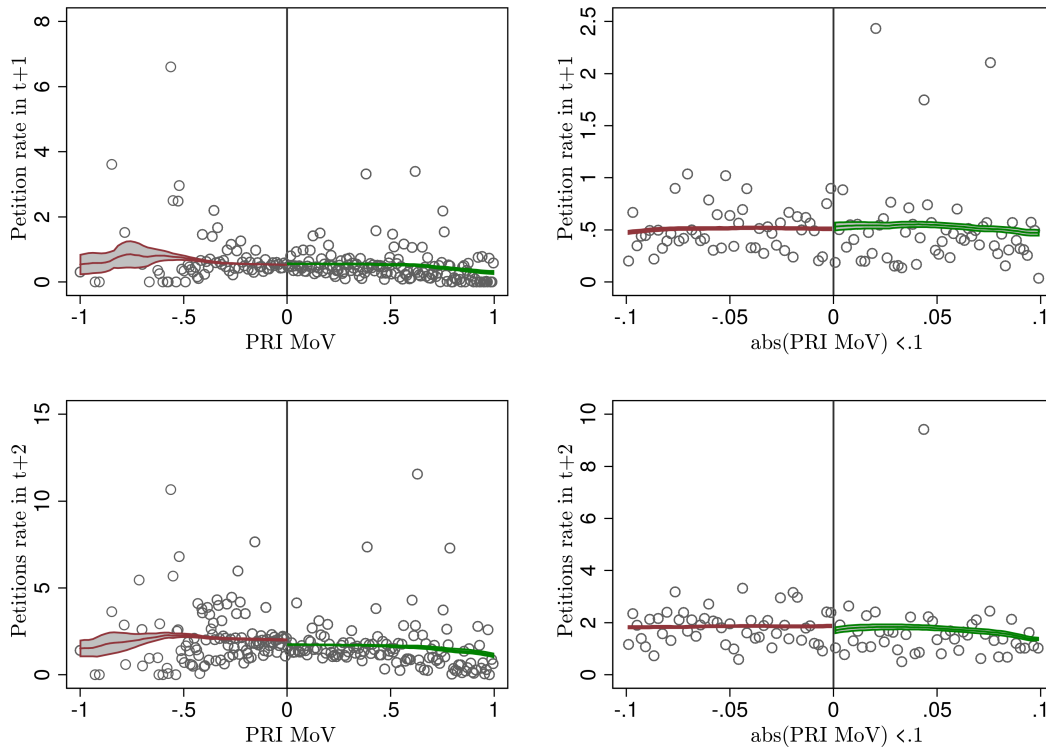 Petition rate in t+1
8
6
4
2
0
-1 -.5 0 .5 1
PRI MoV
Petition rate in t+1
2.5
2
1.5
1
.5
0
-.1 -.05 0 .05 .1
abs(PRI MoV) <.1
Petitions rate in t+2
15
10
5
0
-1 -.5 0 .5 1
PRI MoV
Petitions rate in t+2
10
8
6
4
2
0
-.1 -.05 0 .05 .1
abs(PRI MoV) <.1